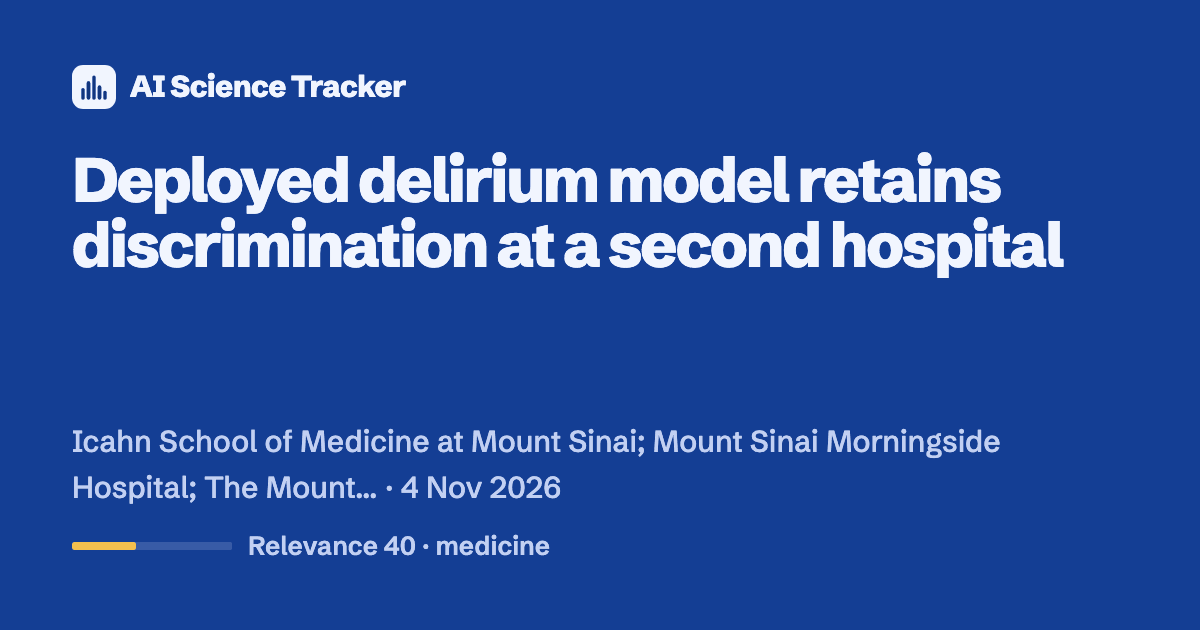 AI Science Tracker
Deployed delirium model retains
discrimination at a second hospital
Icahn School of Medicine at Mount Sinai; Mount Sinai Morningside
Hospital; The Mount... · 4 Nov 2026
Relevance 40 · medicine